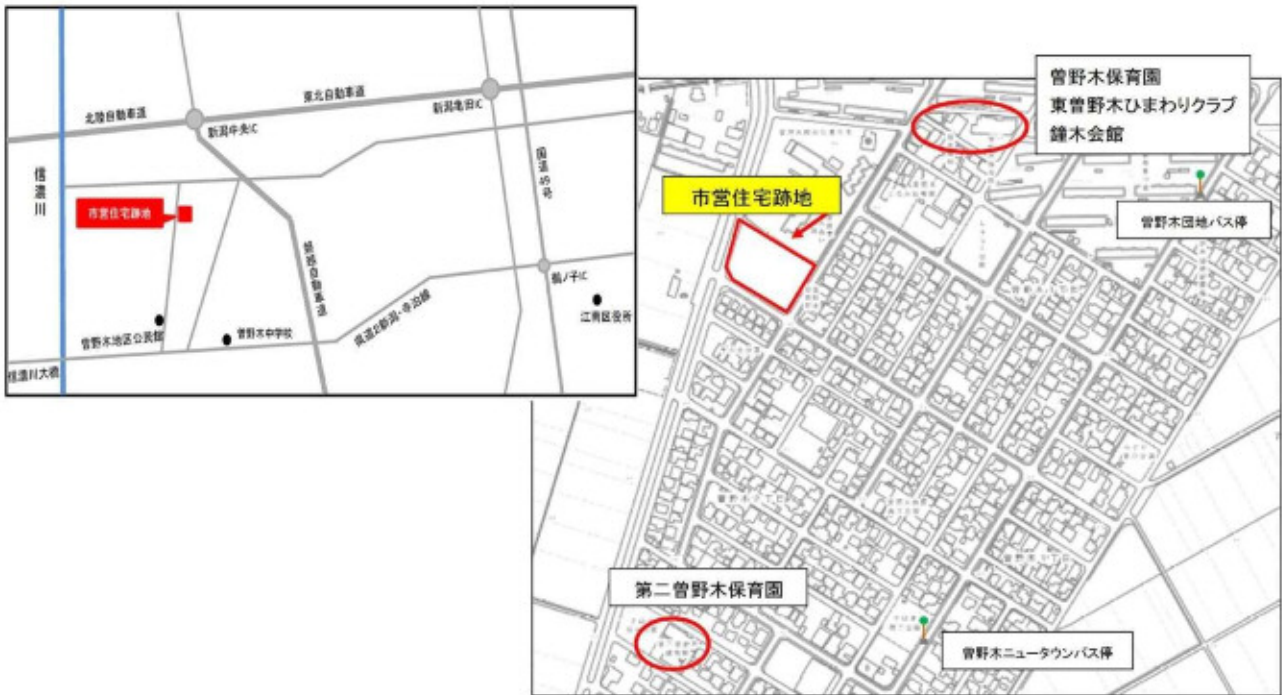 北陸自動車道
東北自動車道
新潟中央IC
新潟亀田IC
信濃川
国道49号
市営住宅跡地
磐越自動車道
鶴ノ子IC
江南区役所
曽野木地区公民館
曽野木中学校
県道2新潟・寺泊線
信濃川大橋
曽野木保育園
東曽野木ひまわりクラブ
鐘木会館
市営住宅跡地
曽野木団地バス停
第二曽野木保育園
曽野木ニュータウンバス停